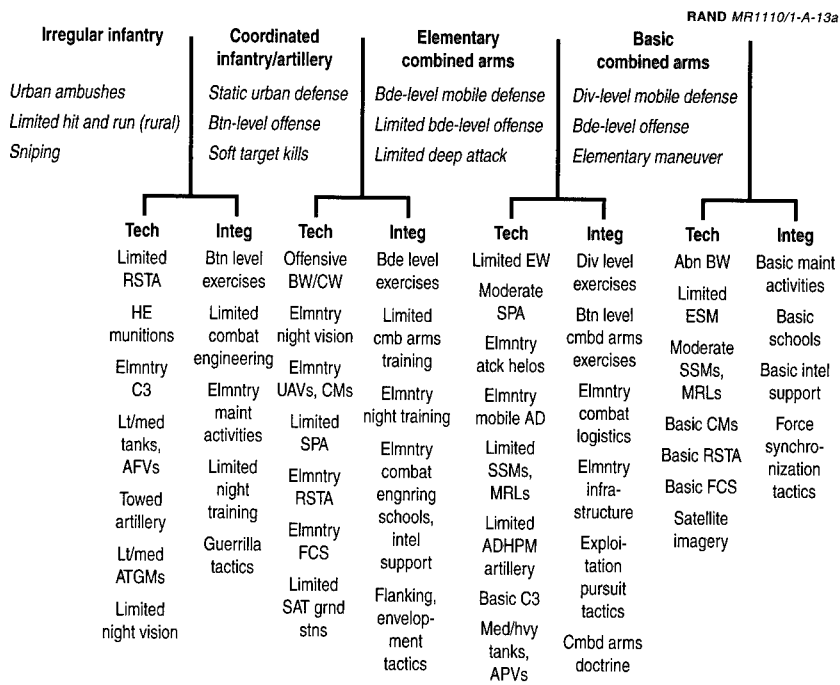 RAND MR1110/1-A-13a
Irregular infantry
Urban ambushes
Limited hit and run (rural)
Sniping
Coordinated
infantry/artillery
Static urban defense
Btn-level offense
Soft target kills
Elementary
combined arms
Bde-level mobile defense
Limited bde-level offense
Limited deep attack
Basic
combined arms
Div-level mobile defense
Bde-level offense
Elementary maneuver
Tech
Limited
RSTA
HE
munitions
Elmntry
C3
Lt/med
tanks,
AFVs
Towed
artillery
Lt/med
ATGMs
Limited
night vision
Integ
Btn level
exercises
Limited
combat
engineering
Elmntry
maint
activities
Limited
night
training
Guerrilla
tactics
Tech
Offensive
BW/CW
Elmntry
night vision
Elmntry
UAVs, CMs
Limited
SPA
Elmntry
RSTA
Elmntry
FCS
Limited
SAT grnd
stns
Integ
Bde level
exercises
Limited
cmb arms
training
Elmntry
night training
Elmntry
combat
engnring
schools,
intel
support
Flanking,
envelop-
ment
tactics
Tech
Limited EW
Moderate
SPA
Elmntry
atck helos
Elmntry
mobile AD
Limited
SSMs,
MRLs
Limited
ADHPM
artillery
Basic C3
Med/hvy
tanks,
APVs
Integ
Div level
exercises
Btn level
cmbd arms
exercises
Elmntry
combat
logistics
Elmntry
infra-
structure
Exploi-
tation
pursuit
tactics
Cmbd arms
doctrine
Tech
Abn BW
Limited
ESM
Moderate
SSMs,
MRLs
Basic CMs
Basic RSTA
Basic FCS
Satellite
imagery
Integ
Basic maint
activities
Basic
schools
Basic intel
support
Force
synchro-
nization
tactics